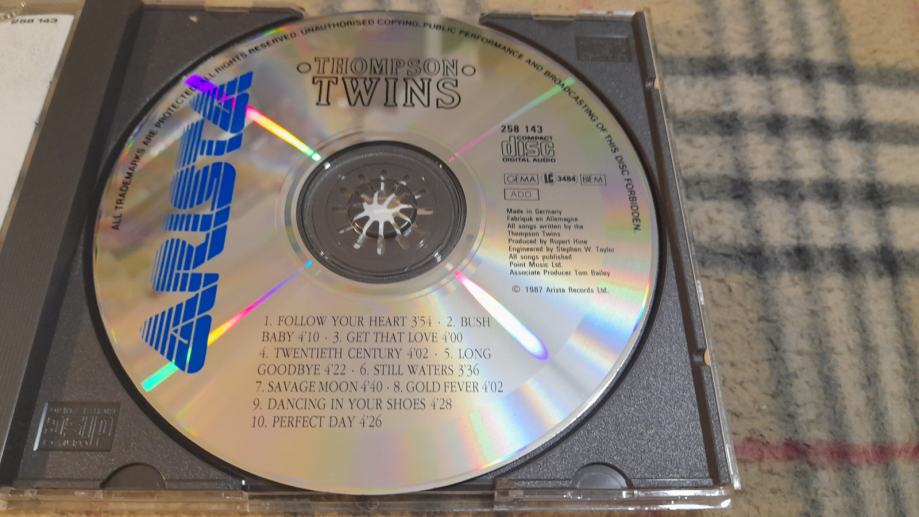 258 143
ALL TRADEMARKS ARE PROTECTED. ALL RIGHTS RESERVED. UNAUTHORISED COPYING, PUBLIC PERFORMANCE AND BROADCASTING OF THIS DISC FORBIDDEN.
THOMPSON
TWINS
ARISTA
258 143
COMPACT
disc
DIGITAL AUDIO
GEMA LC 3484 BIEM
ADD
Made in Germany
Fabriqué en Allemagne
All songs written by the
Thompson Twins
Produced by Rupert Hine
Engineered by Stephen W. Taylor
All songs published
Point Music Ltd.
Associate Producer Tom Bailey
© 1987 Arista Records Ltd.
1. FOLLOW YOUR HEART 3'54 · 2. BUSH
BABY 4'10 · 3. GET THAT LOVE 4'00
4. TWENTIETH CENTURY 4'02 · 5. LONG
GOODBYE 4'22 · 6. STILL WATERS 3'36
7. SAVAGE MOON 4'40 · 8. GOLD FEVER 4'02
9. DANCING IN YOUR SHOES 4'28
10. PERFECT DAY 4'26